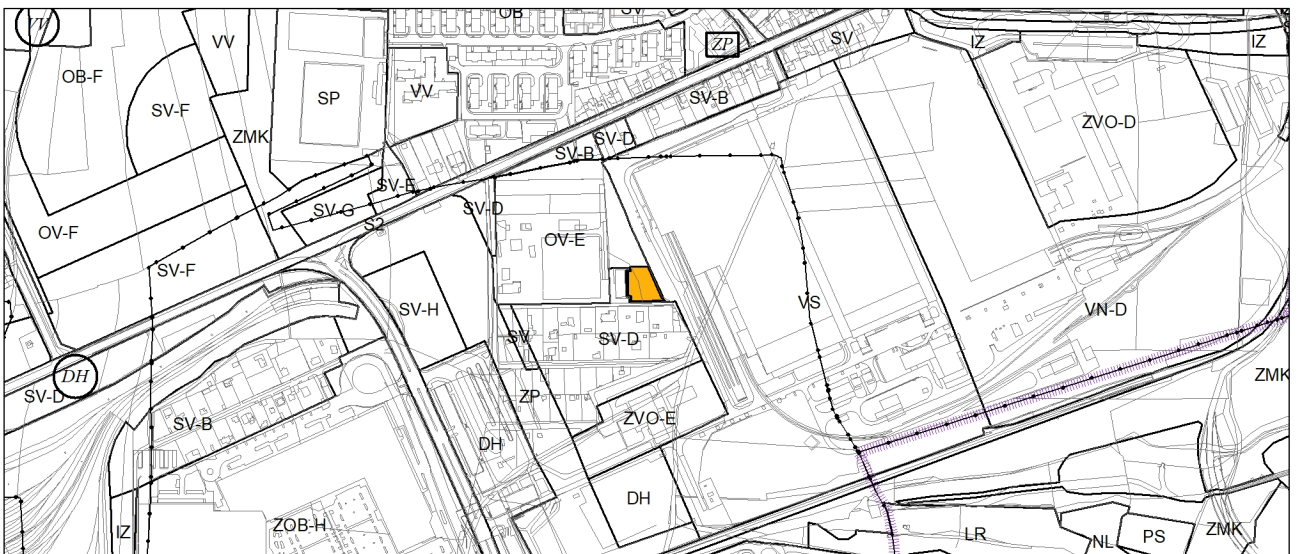 VV
OB
SV
ZP
SV
IZ
IZ
VV
OB-F
SV-F
SP
VV
SV-B
ZVO-D
ZMK
SV-D
SV-B
SV-E
SV-G
S2
SV-D
OV-F
OV-E
SV-F
SV-H
VS
VN-D
SV
SV-D
DH
SV-D
ZMK
ZP
SV-B
ZVO-E
DH
DH
IZ
ZOB-H
LR
NL
PS
ZMK